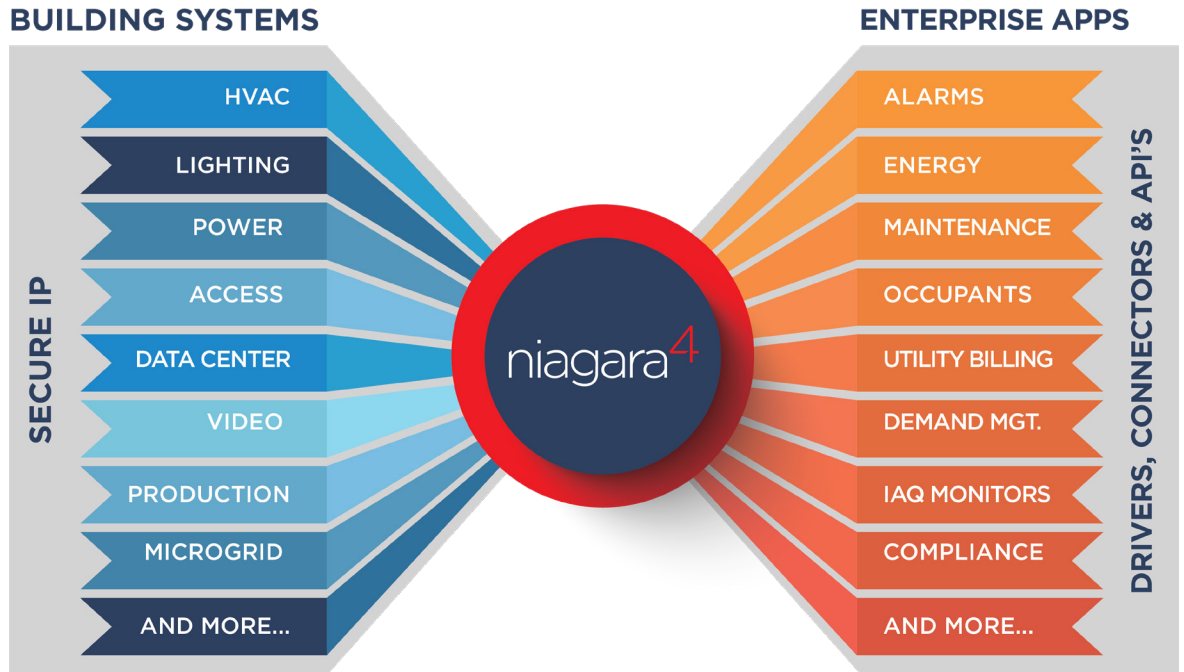 BUILDING SYSTEMS
ENTERPRISE APPS
SECURE IP
HVAC
LIGHTING
POWER
ACCESS
DATA CENTER
VIDEO
PRODUCTION
MICROGRID
AND MORE...
niagara4
ALARMS
ENERGY
MAINTENANCE
OCCUPANTS
UTILITY BILLING
DEMAND MGT.
IAQ MONITORS
COMPLIANCE
AND MORE...
DRIVERS, CONNECTORS & API'S